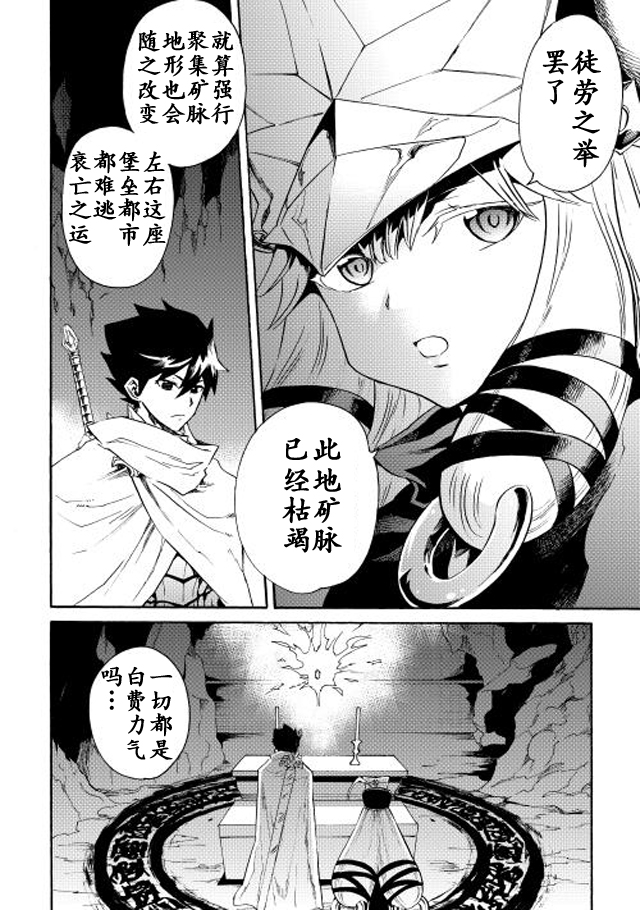 徒劳之举
罢了
此地矿脉
已经枯竭
就算强行
聚集矿脉
地形也会
随之改变
左右这座
堡垒都市
都难逃
衰亡之运
一切都是
白费力气
吗…